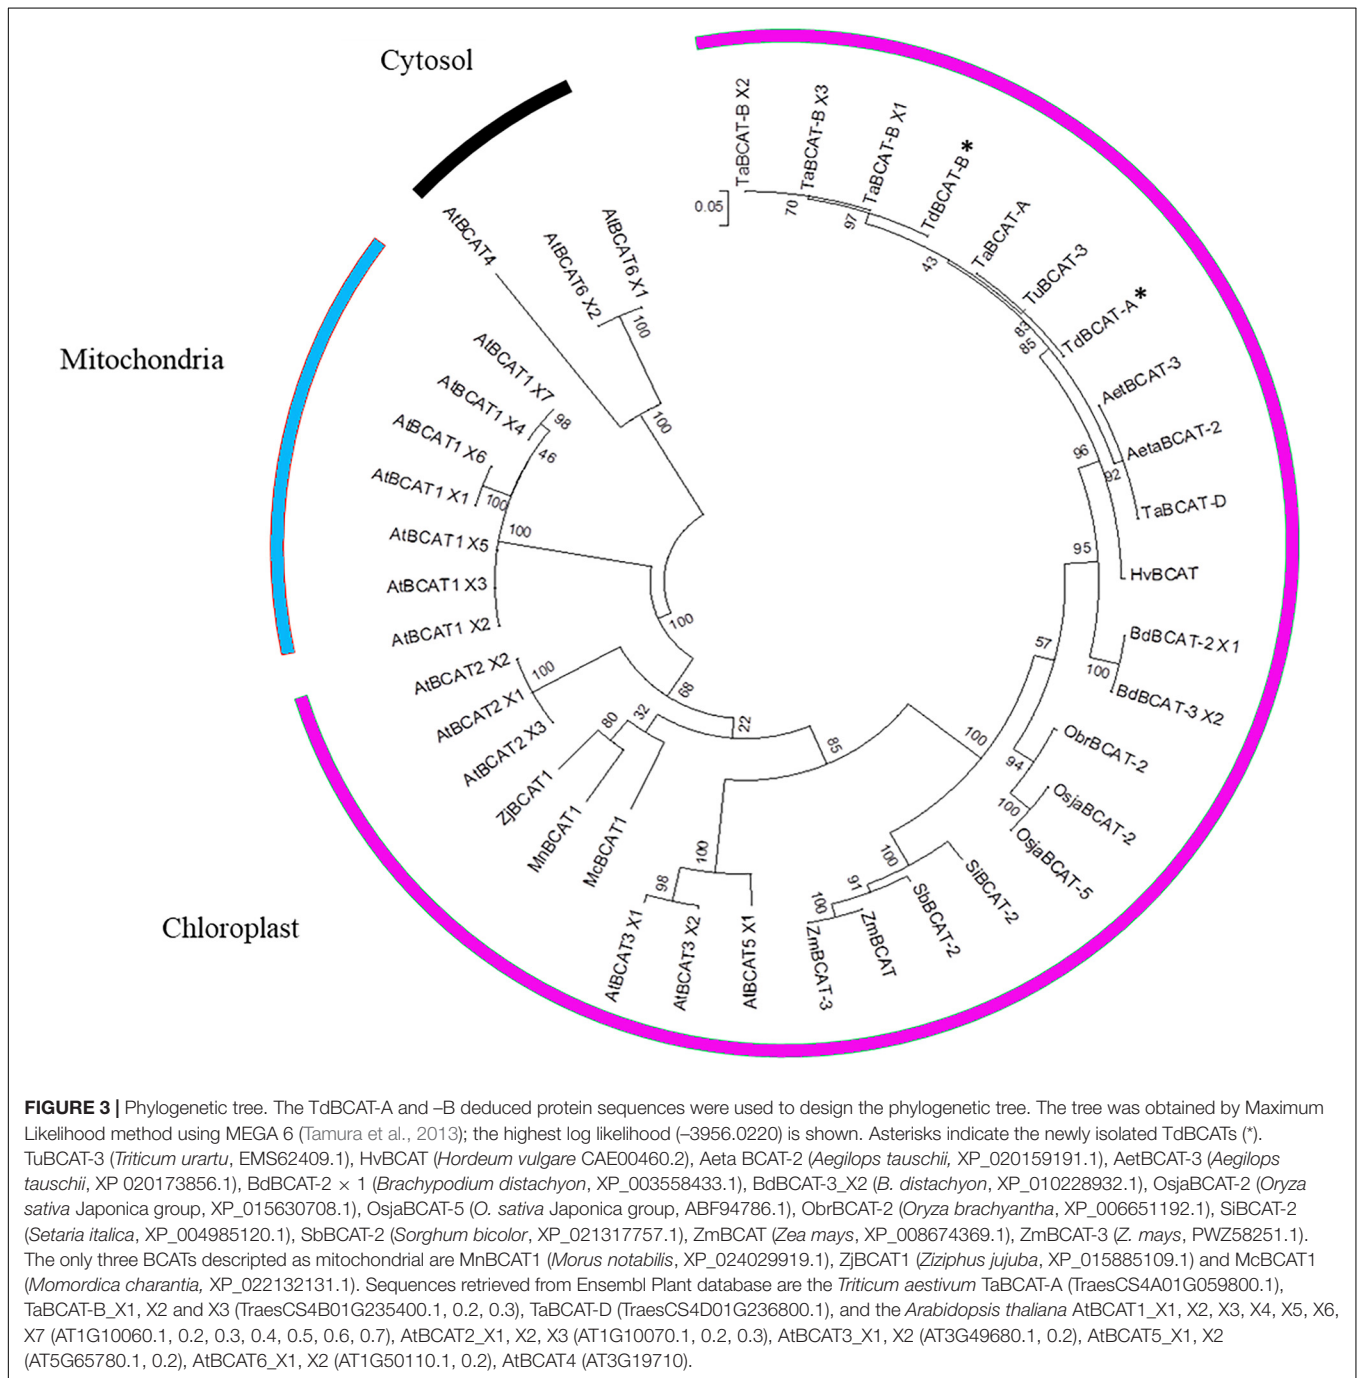 Cytosol
Mitochondria
Chloroplast
0.05
TaBCAT-B X2
TaBCAT-B X3
TaBCAT-B X1
TdBCAT-B*
TaBCAT-A
TuBCAT-3
TdBCAT-A*
AetBCAT-3
AetaBCAT-2
TaBCAT-D
HvBCAT
BdBCAT-2 X1
BdBCAT-3 X2
ObrBCAT-2
OsjaBCAT-2
OsjaBCAT-5
SiBCAT-2
SbBCAT-2
ZmBCAT
ZmBCAT-3
AtBCAT5 X1
AtBCAT3 X2
AtBCAT3 X1
McBCAT1
MnBCAT1
ZjBCAT1
AtBCAT2 X3
AtBCAT2 X1
AtBCAT2 X2
AtBCAT1 X2
AtBCAT1 X3
AtBCAT1 X5
AtBCAT1 X1
AtBCAT1 X6
AtBCAT1 X4
AtBCAT1 X7
AtBCAT4
AtBCAT6 X2
AtBCAT6 X1
70
97
43
83
85
96
92
95
100
57
94
100
100
100
91
100
85
100
98
22
32
80
68
100
100
100
100
46
98
100
100
FIGURE 3 | Phylogenetic tree. The TdBCAT-A and –B deduced protein sequences were used to design the phylogenetic tree. The tree was obtained by Maximum
Likelihood method using MEGA 6 (Tamura et al., 2013); the highest log likelihood (–3956.0220) is shown. Asterisks indicate the newly isolated TdBCATs (*).
TuBCAT-3 (Triticum urartu, EMS62409.1), HvBCAT (Hordeum vulgare CAE00460.2), Aeta BCAT-2 (Aegilops tauschii, XP_020159191.1), AetBCAT-3 (Aegilops
tauschii, XP 020173856.1), BdBCAT-2 × 1 (Brachypodium distachyon, XP_003558433.1), BdBCAT-3_X2 (B. distachyon, XP_010228932.1), OsjaBCAT-2 (Oryza
sativa Japonica group, XP_015630708.1), OsjaBCAT-5 (O. sativa Japonica group, ABF94786.1), ObrBCAT-2 (Oryza brachyantha, XP_006651192.1), SiBCAT-2
(Setaria italica, XP_004985120.1), SbBCAT-2 (Sorghum bicolor, XP_021317757.1), ZmBCAT (Zea mays, XP_008674369.1), ZmBCAT-3 (Z. mays, PWZ58251.1).
The only three BCATs descripted as mitochondrial are MnBCAT1 (Morus notabilis, XP_024029919.1), ZjBCAT1 (Ziziphus jujuba, XP_015885109.1) and McBCAT1
(Momordica charantia, XP_022132131.1). Sequences retrieved from Ensembl Plant database are the Triticum aestivum TaBCAT-A (TraesCS4A01G059800.1),
TaBCAT-B_X1, X2 and X3 (TraesCS4B01G235400.1, 0.2, 0.3), TaBCAT-D (TraesCS4D01G236800.1), and the Arabidopsis thaliana AtBCAT1_X1, X2, X3, X4, X5, X6,
X7 (AT1G10060.1, 0.2, 0.3, 0.4, 0.5, 0.6, 0.7), AtBCAT2_X1, X2, X3 (AT1G10070.1, 0.2, 0.3), AtBCAT3_X1, X2 (AT3G49680.1, 0.2), AtBCAT5_X1, X2
(AT5G65780.1, 0.2), AtBCAT6_X1, X2 (AT1G50110.1, 0.2), AtBCAT4 (AT3G19710).